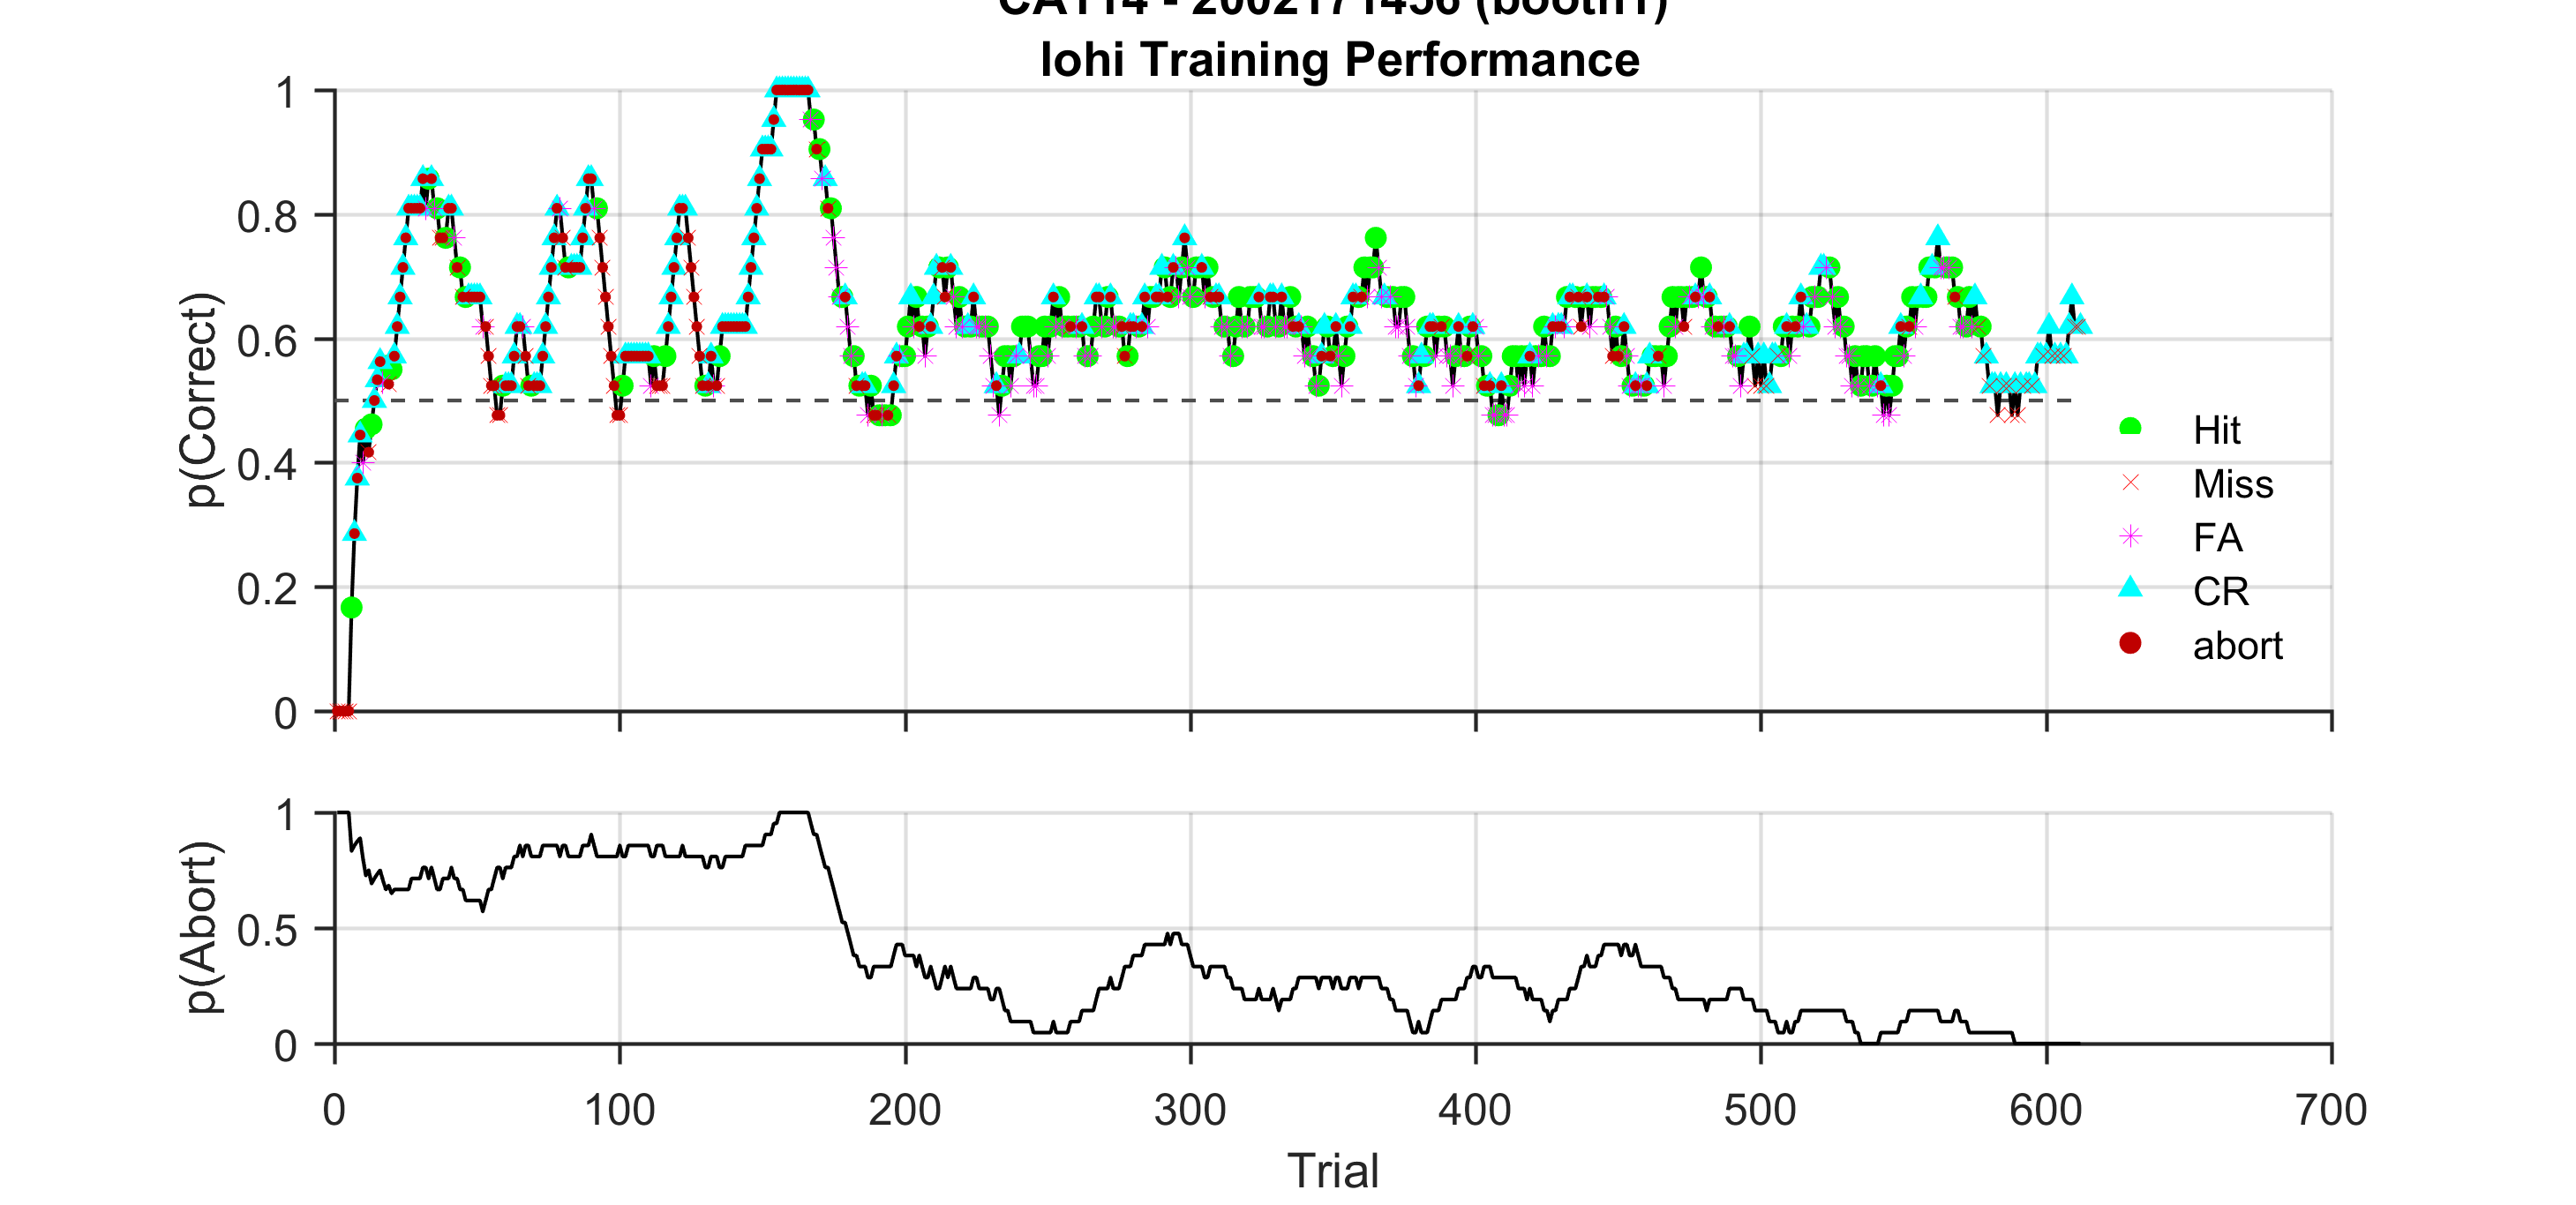 lohi Training Performance
1
0.8
0.6
0.4
0.2
0
p(Correct)
Hit
Miss
FA
CR
abort
1
0.5
0
p(Abort)
0 100 200 300 400 500 600 700
Trial